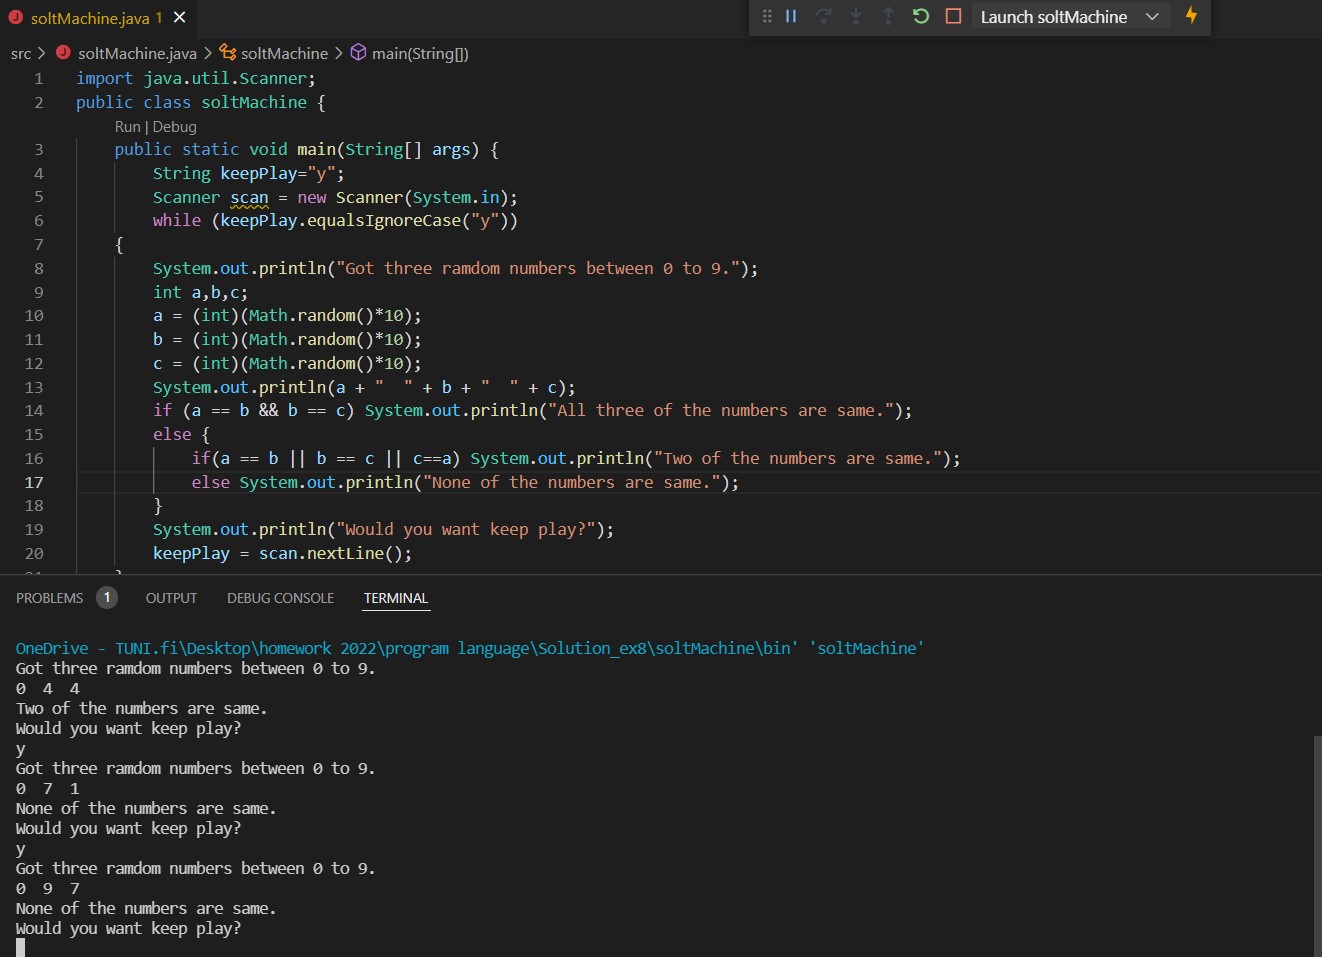 soltMachine.java 1
Launch soltMachine
src > soltMachine.java > soltMachine > main(String[])
1 import java.util.Scanner;
2 public class soltMachine {
Run | Debug
3 public static void main(String[] args) {
4 String keepPlay="y";
5 Scanner scan = new Scanner(System.in);
6 while (keepPlay.equalsIgnoreCase("y"))
7 {
8 System.out.println("Got three ramdom numbers between 0 to 9.");
9 int a,b,c;
10 a = (int)(Math.random()*10);
11 b = (int)(Math.random()*10);
12 c = (int)(Math.random()*10);
13 System.out.println(a + "  " + b + "  " + c);
14 if (a == b && b == c) System.out.println("All three of the numbers are same.");
15 else {
16 if(a == b || b == c || c==a) System.out.println("Two of the numbers are same.");
17 else System.out.println("None of the numbers are same.");
18 }
19 System.out.println("Would you want keep play?");
20 keepPlay = scan.nextLine();
PROBLEMS 1 OUTPUT DEBUG CONSOLE TERMINAL
OneDrive - TUNI.fi\Desktop\homework 2022\program language\Solution_ex8\soltMachine\bin' 'soltMachine'
Got three ramdom numbers between 0 to 9.
0  4  4
Two of the numbers are same.
Would you want keep play?
y
Got three ramdom numbers between 0 to 9.
0  7  1
None of the numbers are same.
Would you want keep play?
y
Got three ramdom numbers between 0 to 9.
0  9  7
None of the numbers are same.
Would you want keep play?